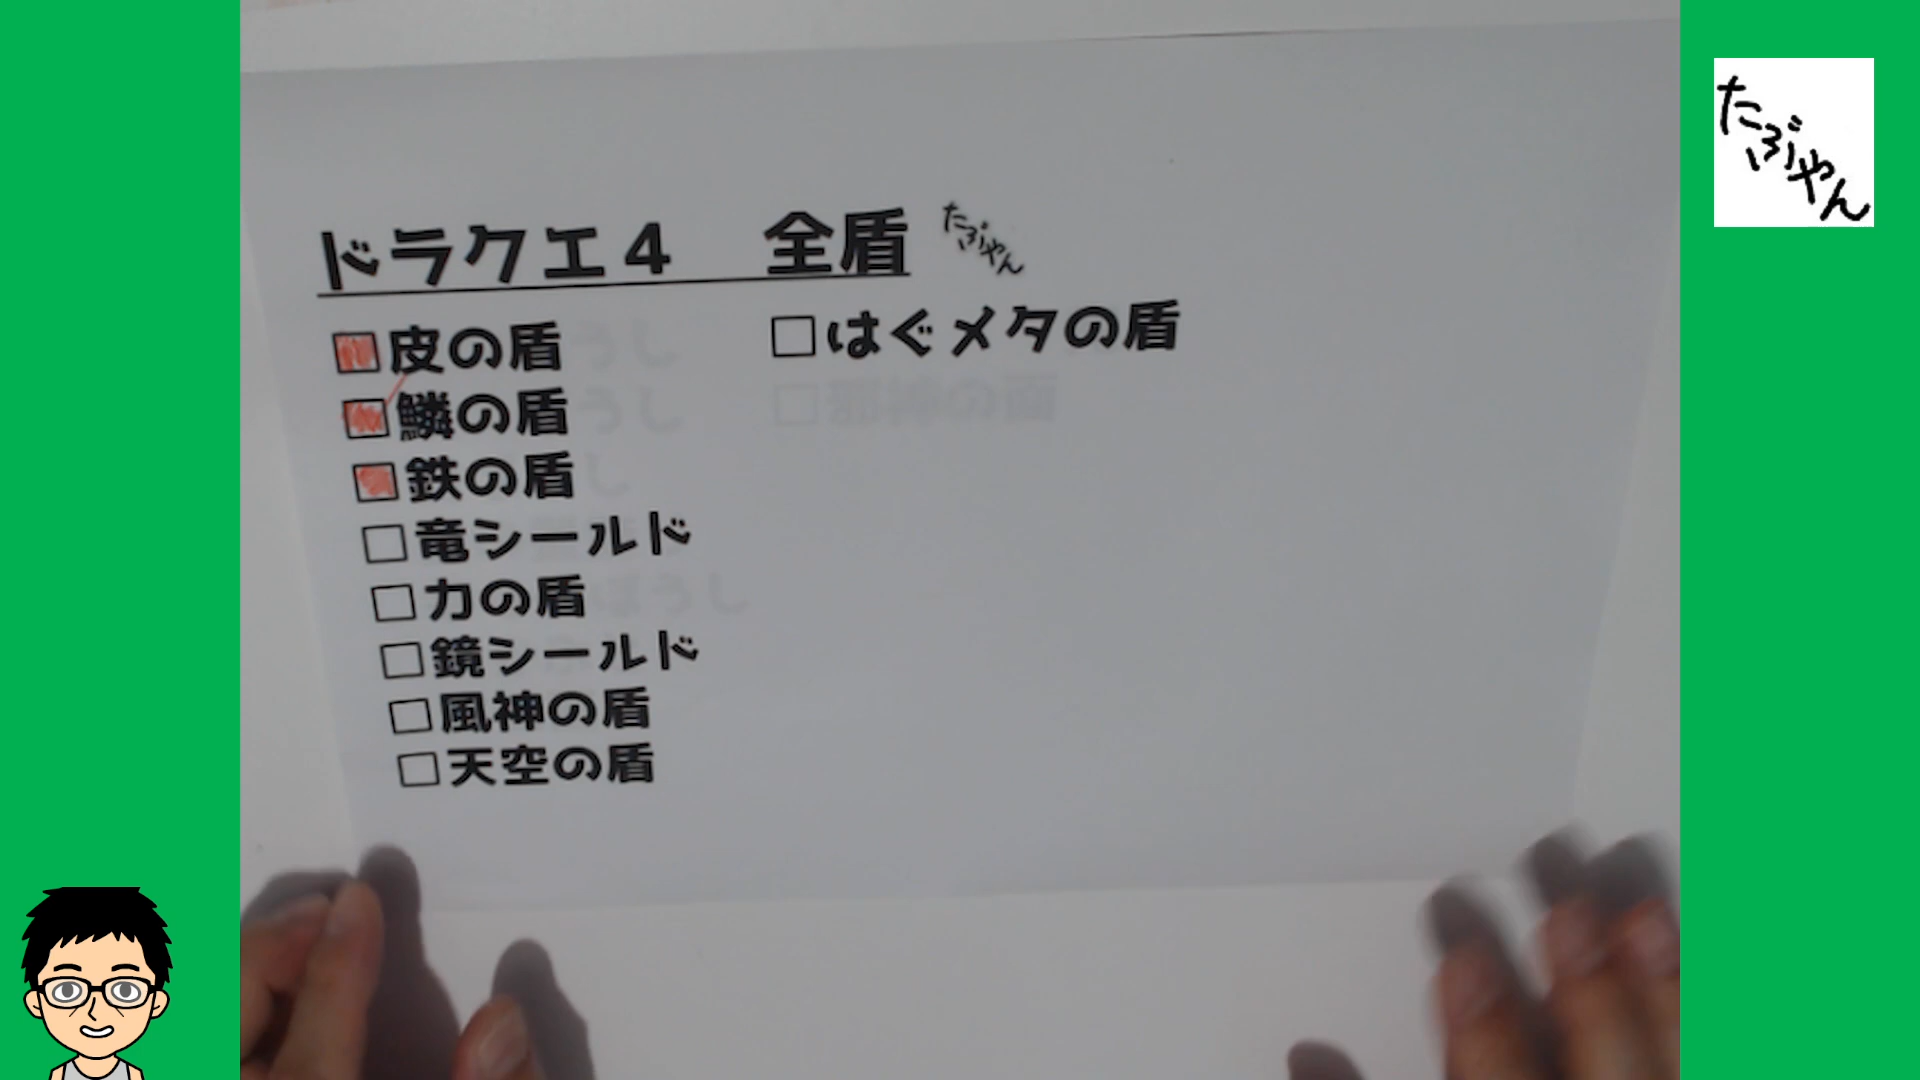 ドラクエ4　全盾 たぶやん
□皮の盾
□鱗の盾
□鉄の盾
□竜シールド
□力の盾
□鏡シールド
□風神の盾
□天空の盾
□はぐメタの盾
たぶやん